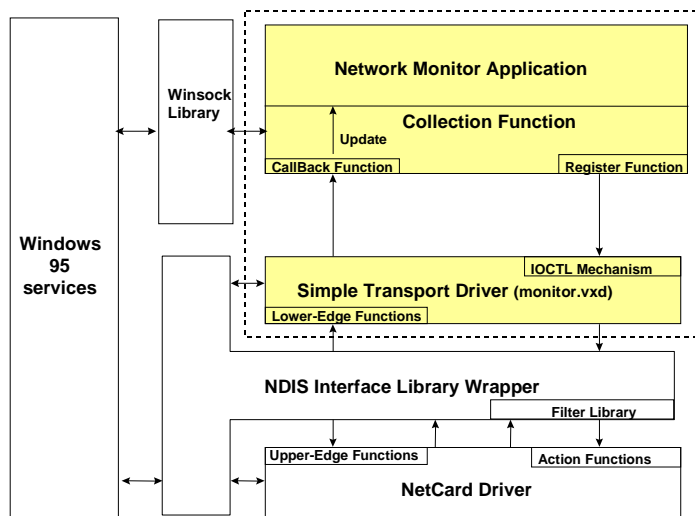 Network Monitor Application
Winsock
Library
Collection Function
Update
CallBack Function
Register Function
Windows
95
services
IOCTL Mechanism
Simple Transport Driver (monitor.vxd)
Lower-Edge Functions
NDIS Interface Library Wrapper
Filter Library
Upper-Edge Functions
Action Functions
NetCard Driver